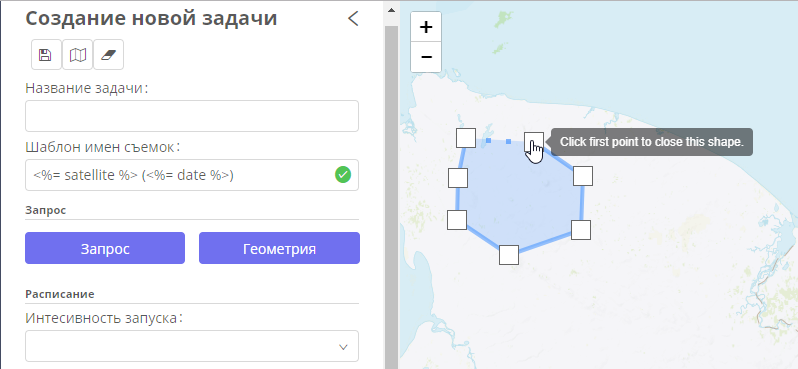 Создание новой задачи
Название задачи:
Шаблон имен съемок:
<%= satellite %> (<%= date %>)
Запрос
Запрос Геометрия
Расписание
Интесивность запуска:
+
−
Click first point to close this shape.